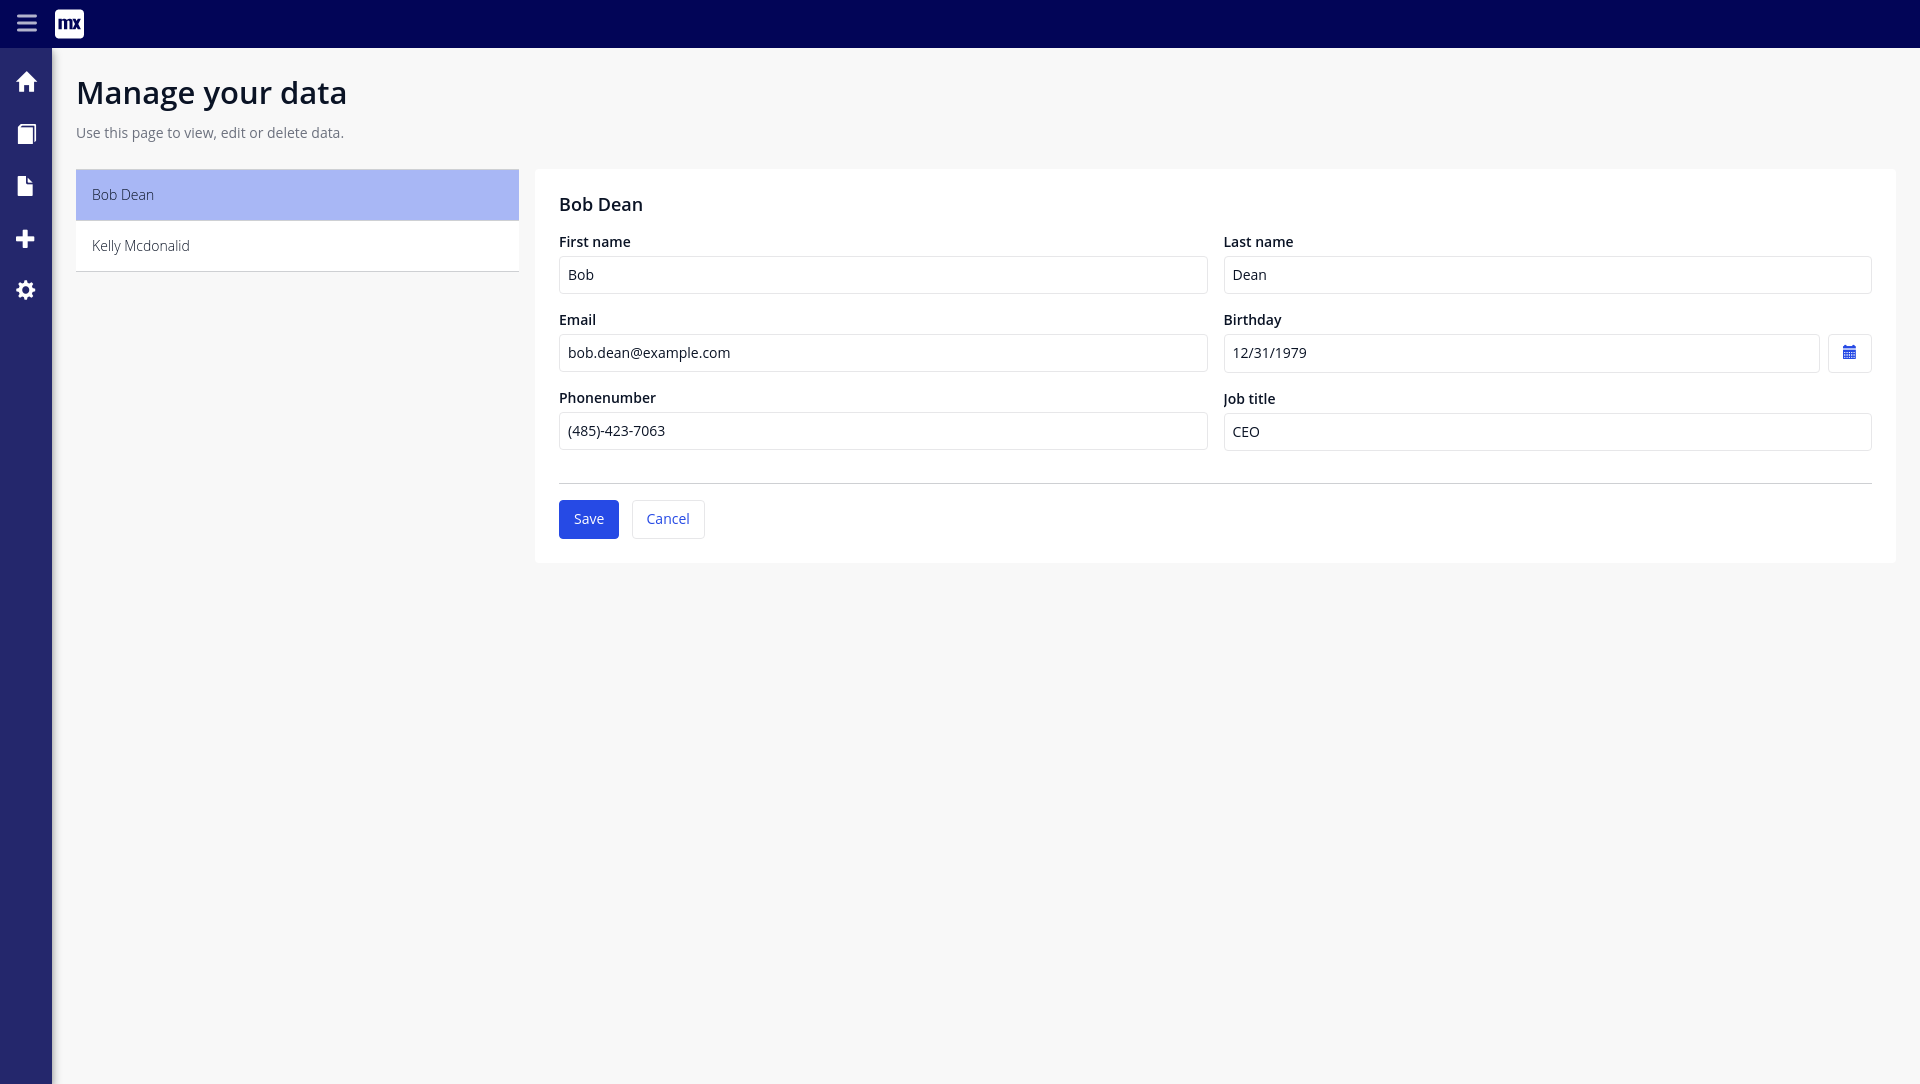 mx
Manage your data
Use this page to view, edit or delete data.
Bob Dean
Kelly Mcdonalid
Bob Dean
First name
Last name
Bob
Dean
Email
Birthday
bob.dean@example.com
12/31/1979
Phonenumber
Job title
(485)-423-7063
CEO
Save
Cancel